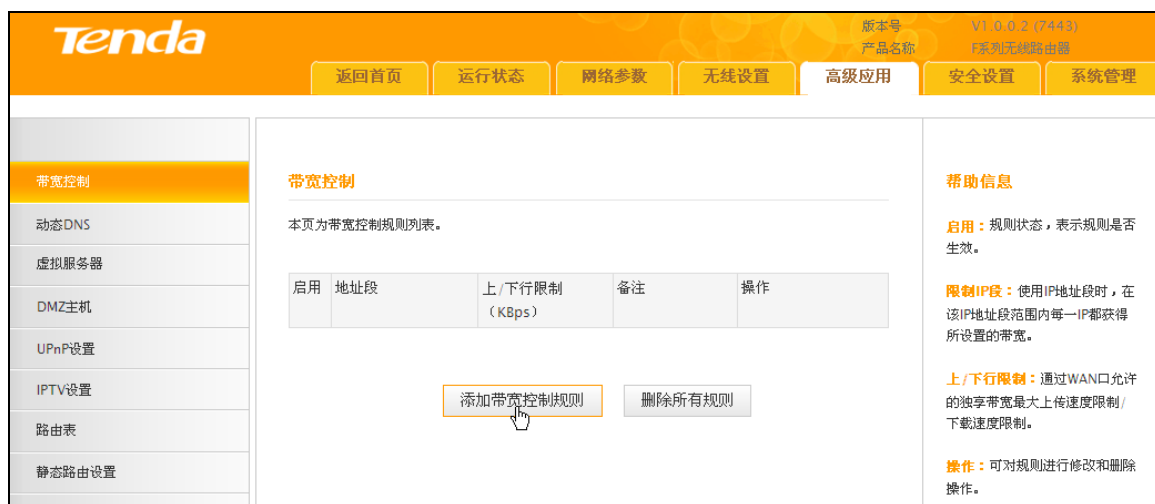 Tenda
版本号 V1.0.0.2 (7443)
产品名称 F系列无线路由器
返回首页 运行状态 网络参数 无线设置 高级应用 安全设置 系统管理
带宽控制
动态DNS
虚拟服务器
DMZ主机
UPnP设置
IPTV设置
路由表
静态路由设置
带宽控制
本页为带宽控制规则列表。
启用 地址段 上/下行限制 备注 操作
（KBps）
添加带宽控制规则 删除所有规则
帮助信息
启用：规则状态，表示规则是否
生效。
限制IP段：使用IP地址段时，在
该IP地址段范围内每一IP都获得
所设置的带宽。
上/下行限制：通过WAN口允许
的独享带宽最大上传速度限制/
下载速度限制。
操作：可对规则进行修改和删除
操作。